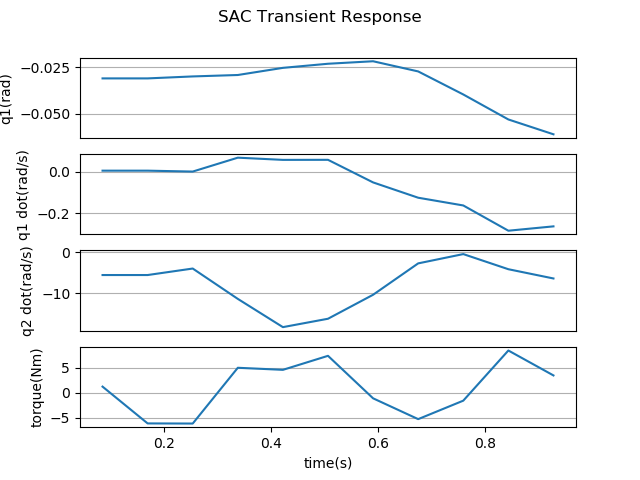 SAC Transient Response
−0.025
−0.050
q1(rad)
0.0
−0.2
q1 dot(rad/s)
0
−10
q2 dot(rad/s)
5
0
−5
torque(Nm)
0.2 0.4 0.6 0.8
time(s)